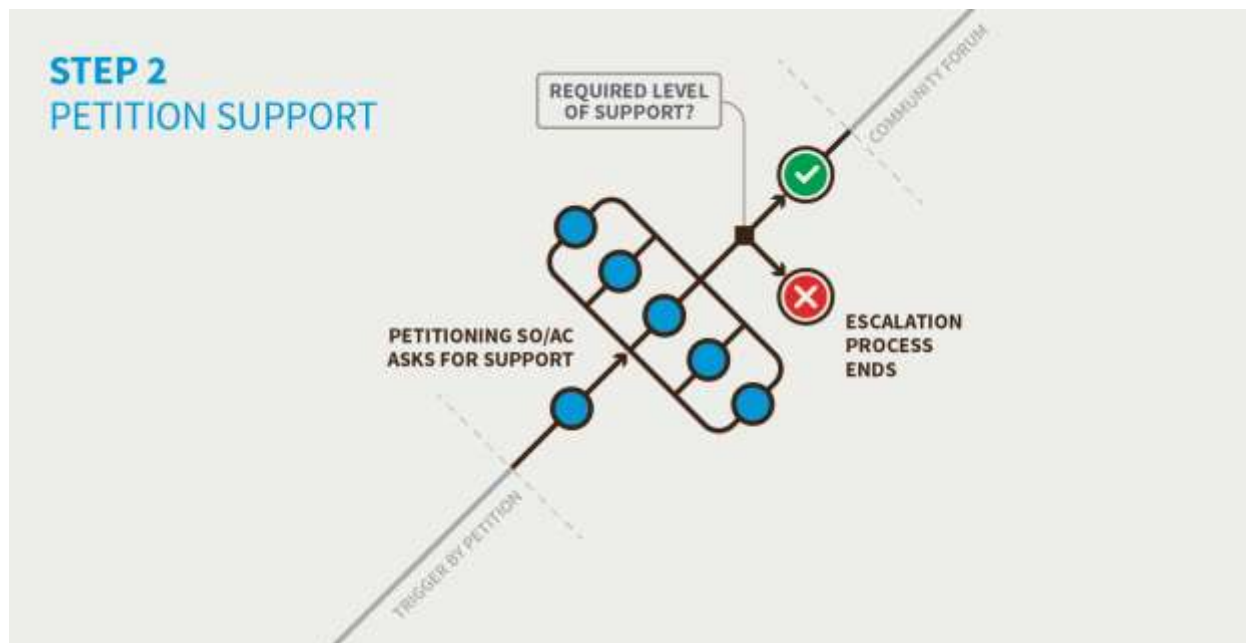 STEP 2
PETITION SUPPORT
REQUIRED LEVEL
OF SUPPORT?
COMMUNITY FORUM
PETITIONING SO/AC
ASKS FOR SUPPORT
ESCALATION
PROCESS
ENDS
TRIGGER BY PETITION